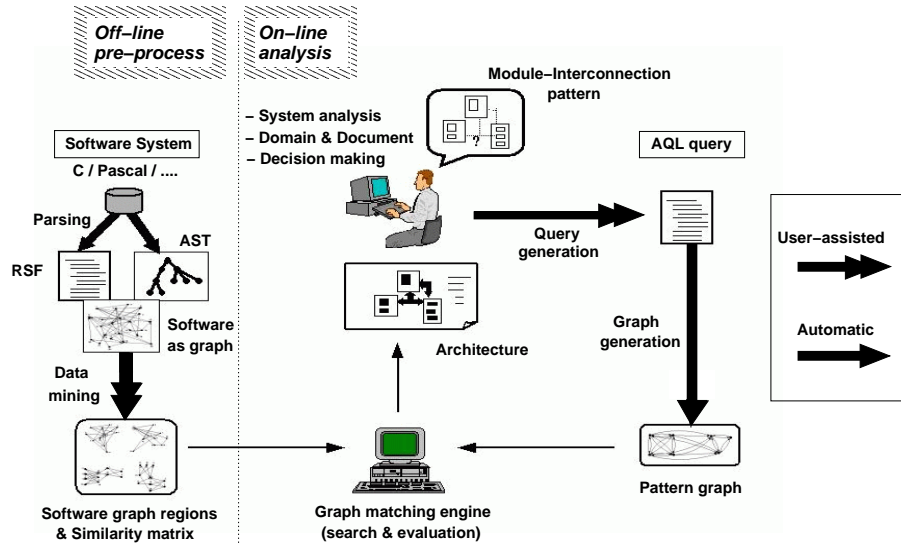 Off–line
pre–process
On–line
analysis
Module–Interconnection
pattern
– System analysis
– Domain & Document
– Decision making
?
Software System
C / Pascal / ....
AQL query
Parsing
AST
RSF
Query
generation
User–assisted
Software
as graph
Graph
generation
Automatic
Architecture
Data
mining
Software graph regions
& Similarity matrix
Graph matching engine
(search & evaluation)
Pattern graph